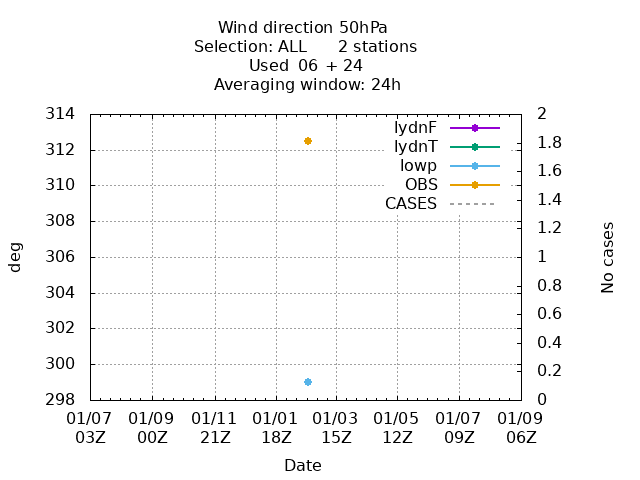 Wind direction 50hPa
Selection: ALL      2 stations
Used  06 + 24
Averaging window: 24h
314
312
310
308
306
304
302
300
298
deg
2
1.8
1.6
1.4
1.2
1
0.8
0.6
0.4
0.2
0
No cases
lydnF
lydnT
lowp
OBS
CASES
01/07 01/09 01/11 01/01 01/03 01/05 01/07 01/09
03Z 00Z 21Z 18Z 15Z 12Z 09Z 06Z
Date